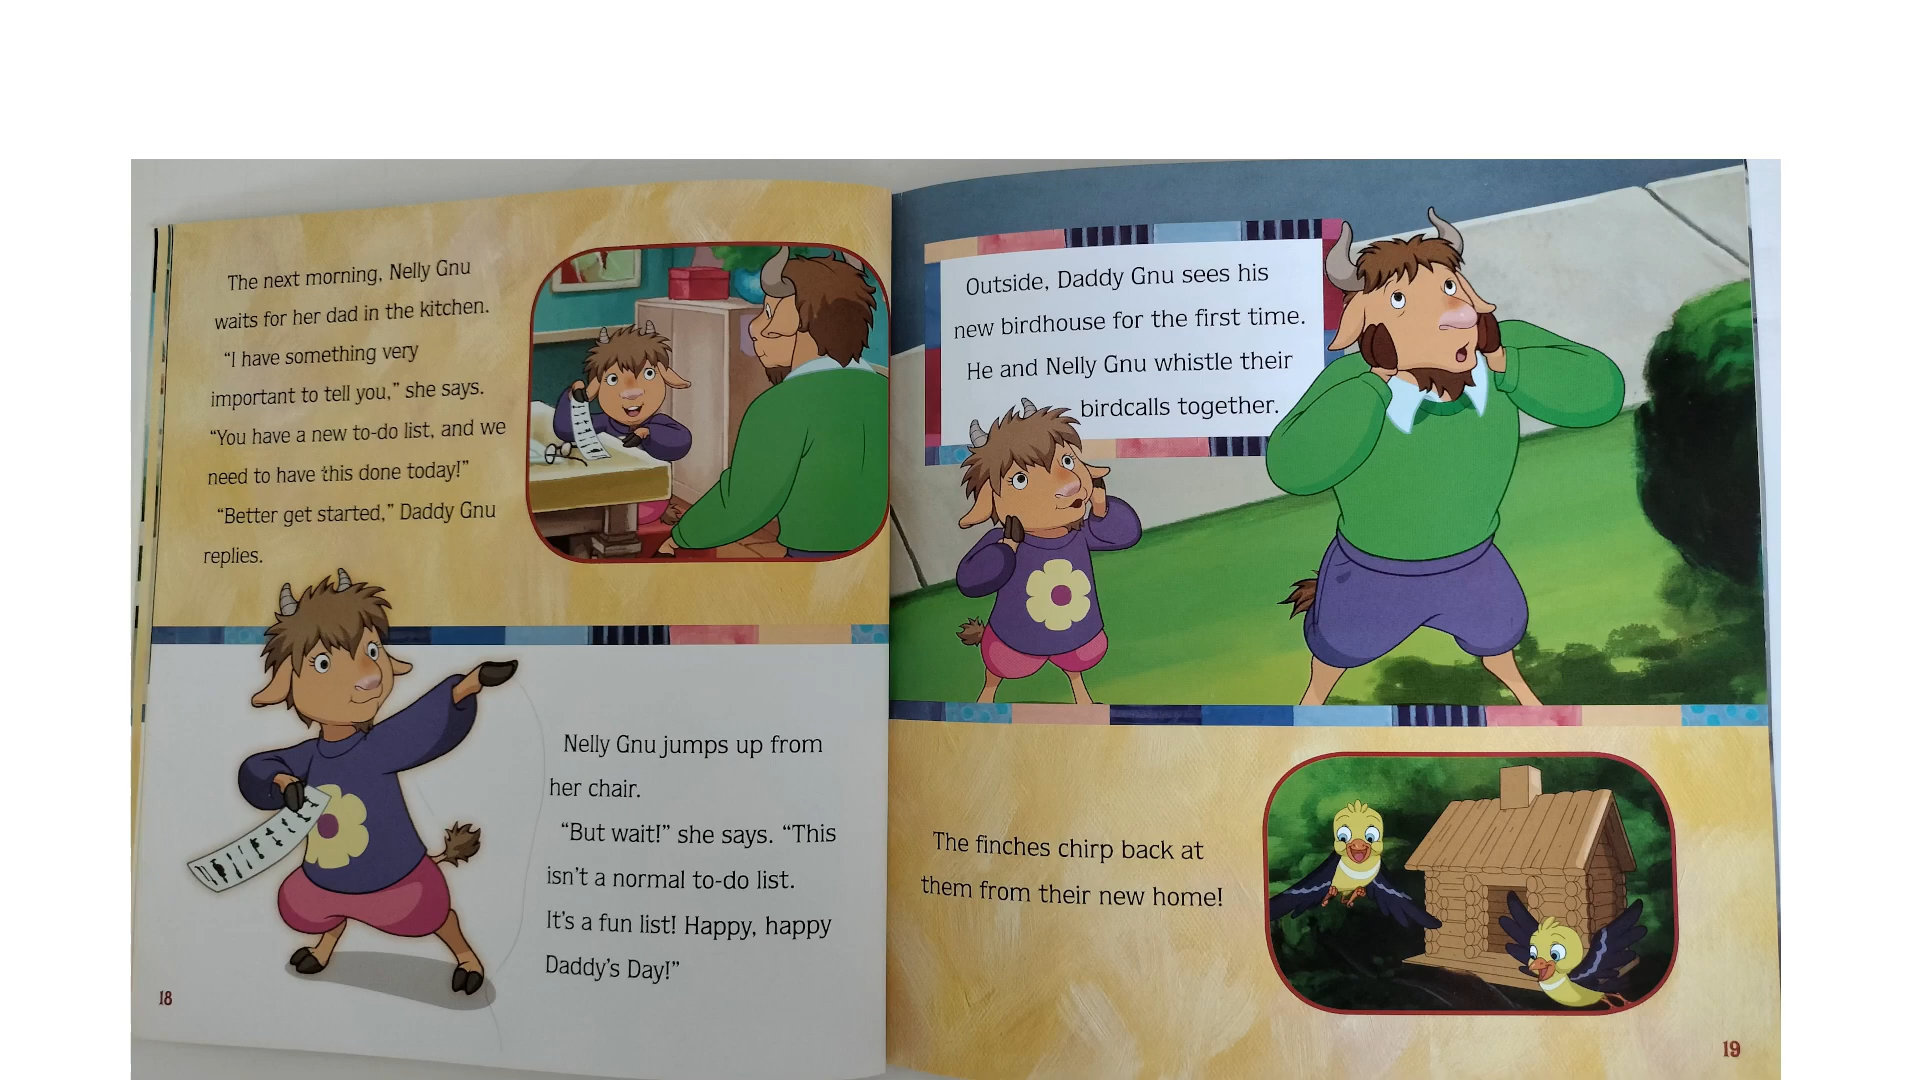 The next morning, Nelly Gnu
waits for her dad in the kitchen.
“I have something very
important to tell you,” she says.
“You have a new to-do list, and we
need to have this done today!”
“Better get started,” Daddy Gnu
replies.
Nelly Gnu jumps up from
her chair.
“But wait!” she says. “This
isn’t a normal to-do list.
It’s a fun list! Happy, happy
Daddy’s Day!”
18
Outside, Daddy Gnu sees his
new birdhouse for the first time.
He and Nelly Gnu whistle their
birdcalls together.
The finches chirp back at
them from their new home!
19